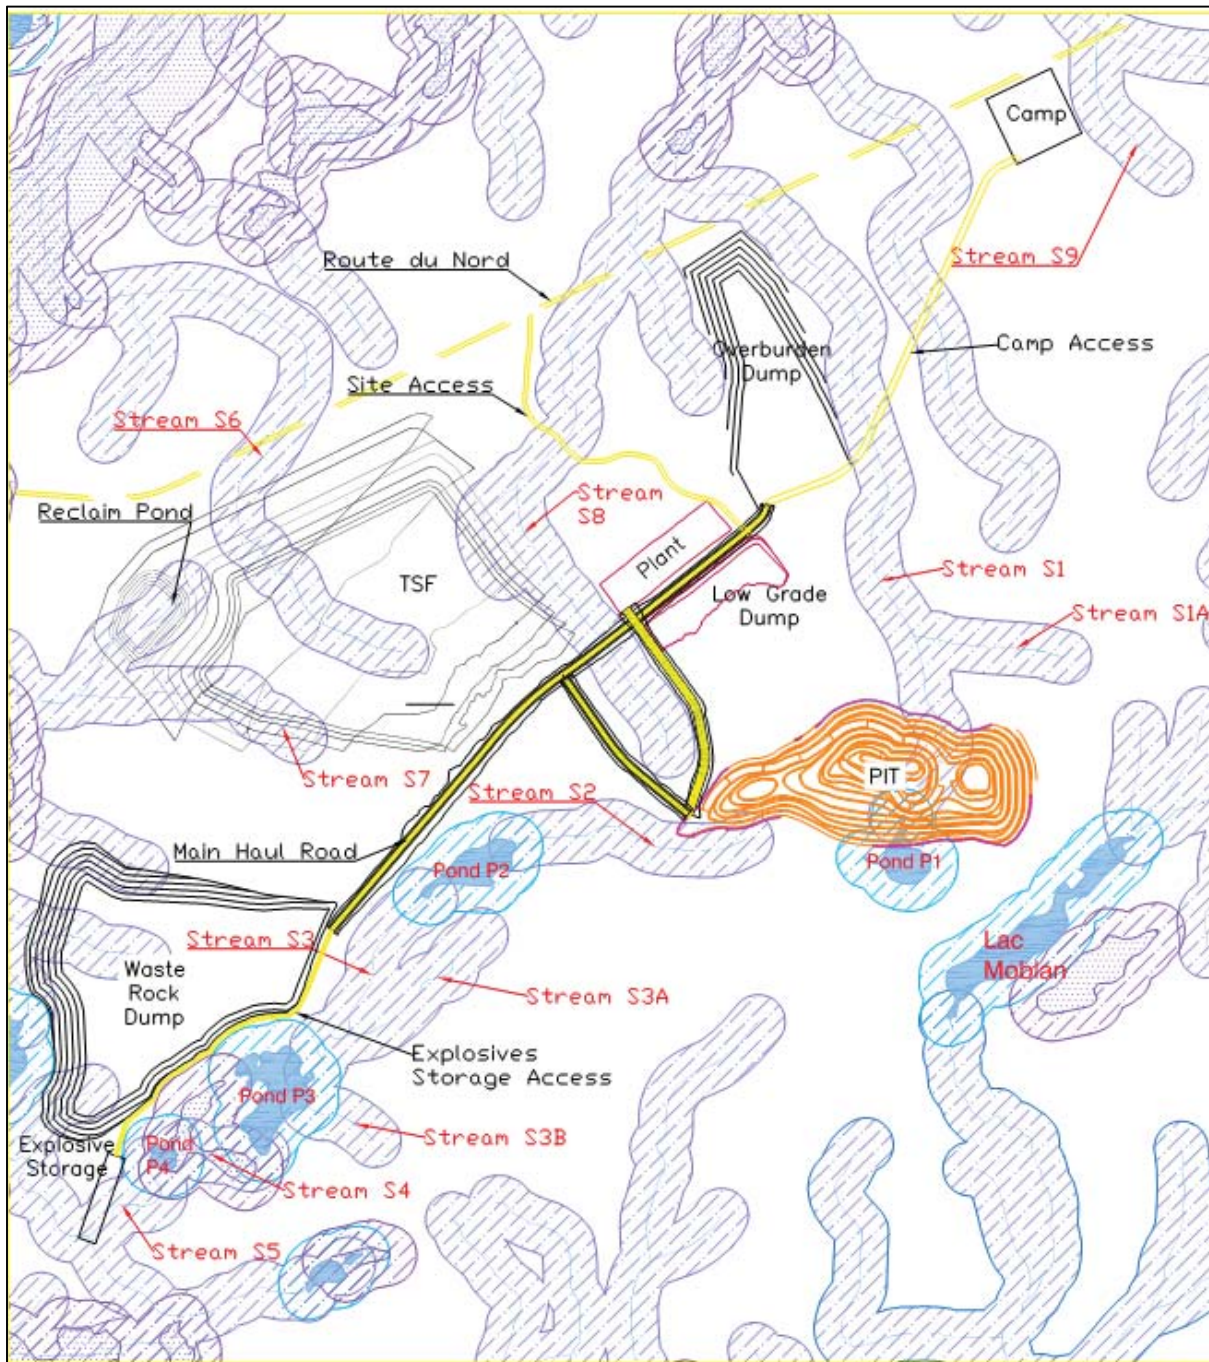 Camp
Stream S9
Route du Nord
Camp Access
Overburden
Dump
Site Access
Stream S6
Stream
S8
Reclaim Pond
Plant
TSF
Stream S1
Low Grade
Dump
Stream S1A
Stream S7
PIT
Stream S2
Main Haul Road
Pond P2
Pond P1
Stream S3
Lac
Moblan
Waste
Rock
Dump
Stream S3A
Explosives
Storage Access
Pond P3
Stream S3B
Explosive
Storage
Pond
P4
Stream S4
Stream S5